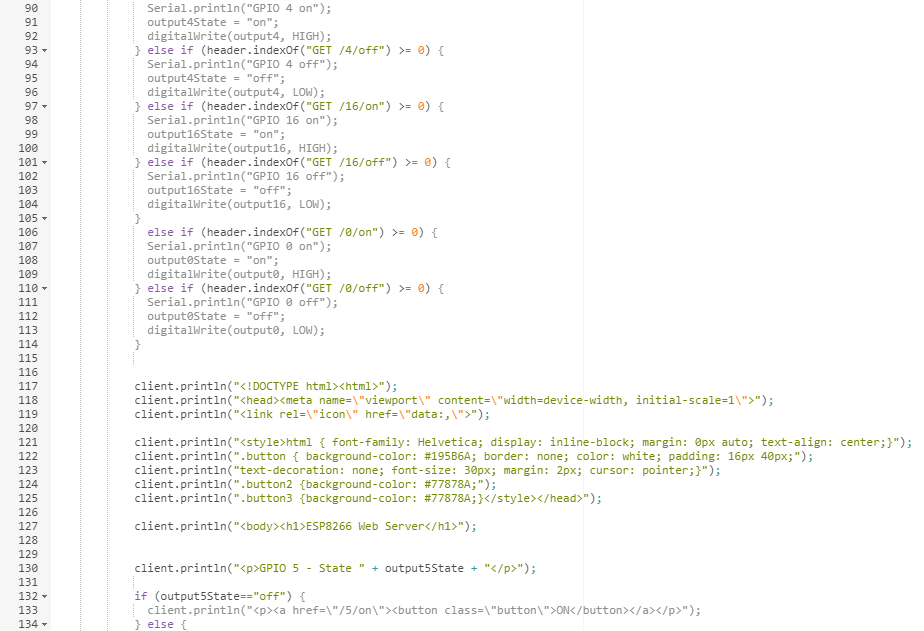 90 Serial.println("GPIO 4 on");
91 output4State = "on";
92 digitalWrite(output4, HIGH);
93 } else if (header.indexOf("GET /4/off") >= 0) {
94 Serial.println("GPIO 4 off");
95 output4State = "off";
96 digitalWrite(output4, LOW);
97 } else if (header.indexOf("GET /16/on") >= 0) {
98 Serial.println("GPIO 16 on");
99 output16State = "on";
100 digitalWrite(output16, HIGH);
101 } else if (header.indexOf("GET /16/off") >= 0) {
102 Serial.println("GPIO 16 off");
103 output16State = "off";
104 digitalWrite(output16, LOW);
105 }
106 else if (header.indexOf("GET /0/on") >= 0) {
107 Serial.println("GPIO 0 on");
108 output0State = "on";
109 digitalWrite(output0, HIGH);
110 } else if (header.indexOf("GET /0/off") >= 0) {
111 Serial.println("GPIO 0 off");
112 output0State = "off";
113 digitalWrite(output0, LOW);
114 }
115
116
117 client.println("<!DOCTYPE html><html>");
118 client.println("<head><meta name=\"viewport\" content=\"width=device-width, initial-scale=1\">");
119 client.println("<link rel=\"icon\" href=\"data:,\">");
120
121 client.println("<style>html { font-family: Helvetica; display: inline-block; margin: 0px auto; text-align: center;}");
122 client.println(".button { background-color: #195B6A; border: none; color: white; padding: 16px 40px;");
123 client.println("text-decoration: none; font-size: 30px; margin: 2px; cursor: pointer;}");
124 client.println(".button2 {background-color: #77878A;");
125 client.println(".button3 {background-color: #77878A;}</style></head>");
126
127 client.println("<body><h1>ESP8266 Web Server</h1>");
128
129
130 client.println("<p>GPIO 5 - State " + output5State + "</p>");
131
132 if (output5State=="off") {
133 client.println("<p><a href=\"/5/on\"><button class=\"button\">ON</button></a></p>");
134 } else {